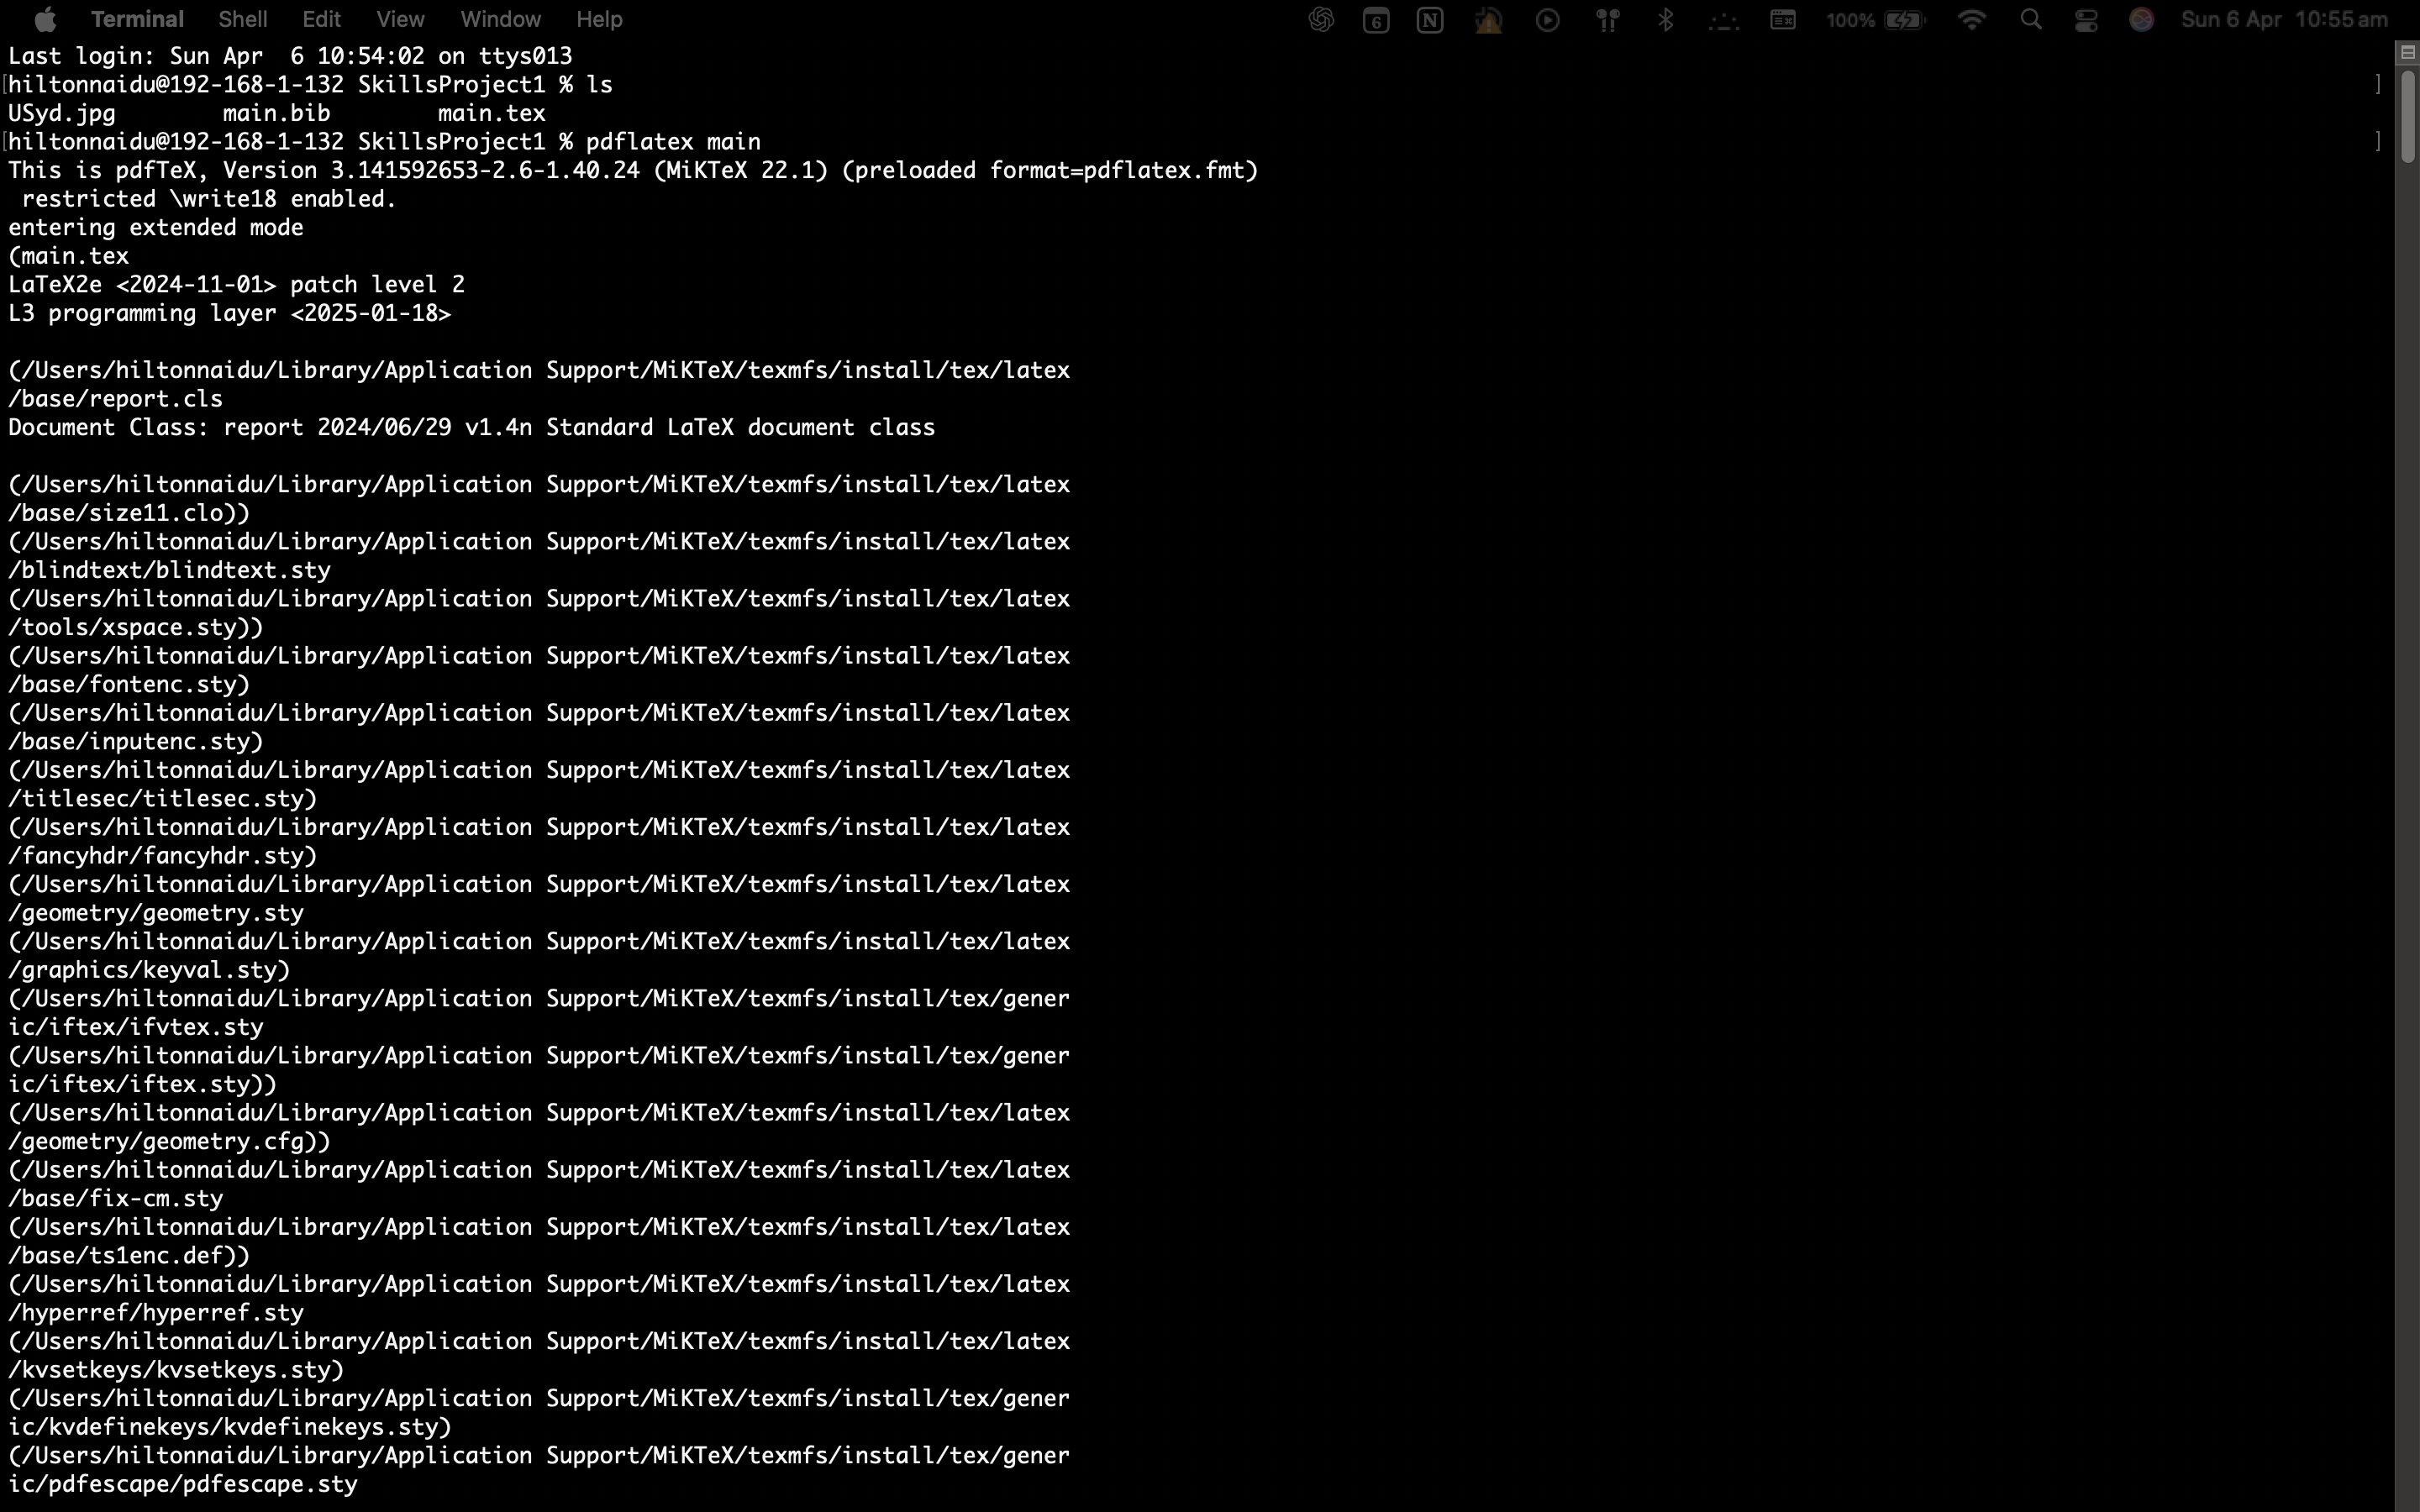 Terminal Shell Edit View Window Help 6 N 100% Sun 6 Apr 10:55 am
Last login: Sun Apr  6 10:54:02 on ttys013
[hiltonnaidu@192-168-1-132 SkillsProject1 % ls ]
USyd.jpg        main.bib        main.tex
[hiltonnaidu@192-168-1-132 SkillsProject1 % pdflatex main ]
This is pdfTeX, Version 3.141592653-2.6-1.40.24 (MiKTeX 22.1) (preloaded format=pdflatex.fmt)
 restricted \write18 enabled.
entering extended mode
(main.tex
LaTeX2e <2024-11-01> patch level 2
L3 programming layer <2025-01-18>
(/Users/hiltonnaidu/Library/Application Support/MiKTeX/texmfs/install/tex/latex
/base/report.cls
Document Class: report 2024/06/29 v1.4n Standard LaTeX document class
(/Users/hiltonnaidu/Library/Application Support/MiKTeX/texmfs/install/tex/latex
/base/size11.clo))
(/Users/hiltonnaidu/Library/Application Support/MiKTeX/texmfs/install/tex/latex
/blindtext/blindtext.sty
(/Users/hiltonnaidu/Library/Application Support/MiKTeX/texmfs/install/tex/latex
/tools/xspace.sty))
(/Users/hiltonnaidu/Library/Application Support/MiKTeX/texmfs/install/tex/latex
/base/fontenc.sty)
(/Users/hiltonnaidu/Library/Application Support/MiKTeX/texmfs/install/tex/latex
/base/inputenc.sty)
(/Users/hiltonnaidu/Library/Application Support/MiKTeX/texmfs/install/tex/latex
/titlesec/titlesec.sty)
(/Users/hiltonnaidu/Library/Application Support/MiKTeX/texmfs/install/tex/latex
/fancyhdr/fancyhdr.sty)
(/Users/hiltonnaidu/Library/Application Support/MiKTeX/texmfs/install/tex/latex
/geometry/geometry.sty
(/Users/hiltonnaidu/Library/Application Support/MiKTeX/texmfs/install/tex/latex
/graphics/keyval.sty)
(/Users/hiltonnaidu/Library/Application Support/MiKTeX/texmfs/install/tex/gener
ic/iftex/ifvtex.sty
(/Users/hiltonnaidu/Library/Application Support/MiKTeX/texmfs/install/tex/gener
ic/iftex/iftex.sty))
(/Users/hiltonnaidu/Library/Application Support/MiKTeX/texmfs/install/tex/latex
/geometry/geometry.cfg))
(/Users/hiltonnaidu/Library/Application Support/MiKTeX/texmfs/install/tex/latex
/base/fix-cm.sty
(/Users/hiltonnaidu/Library/Application Support/MiKTeX/texmfs/install/tex/latex
/base/ts1enc.def))
(/Users/hiltonnaidu/Library/Application Support/MiKTeX/texmfs/install/tex/latex
/hyperref/hyperref.sty
(/Users/hiltonnaidu/Library/Application Support/MiKTeX/texmfs/install/tex/latex
/kvsetkeys/kvsetkeys.sty)
(/Users/hiltonnaidu/Library/Application Support/MiKTeX/texmfs/install/tex/gener
ic/kvdefinekeys/kvdefinekeys.sty)
(/Users/hiltonnaidu/Library/Application Support/MiKTeX/texmfs/install/tex/gener
ic/pdfescape/pdfescape.sty